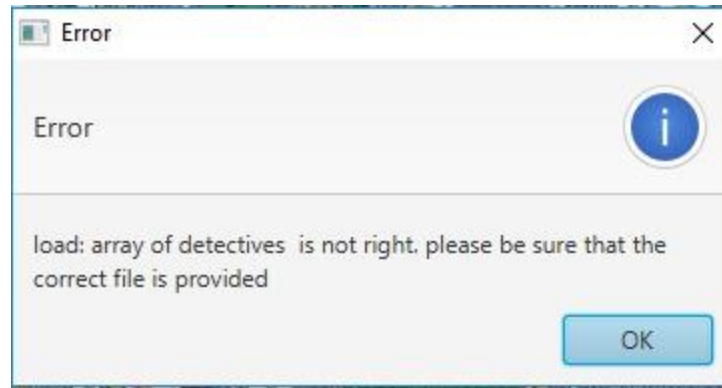 Error
Error
load: array of detectives  is not right. please be sure that the
correct file is provided
OK